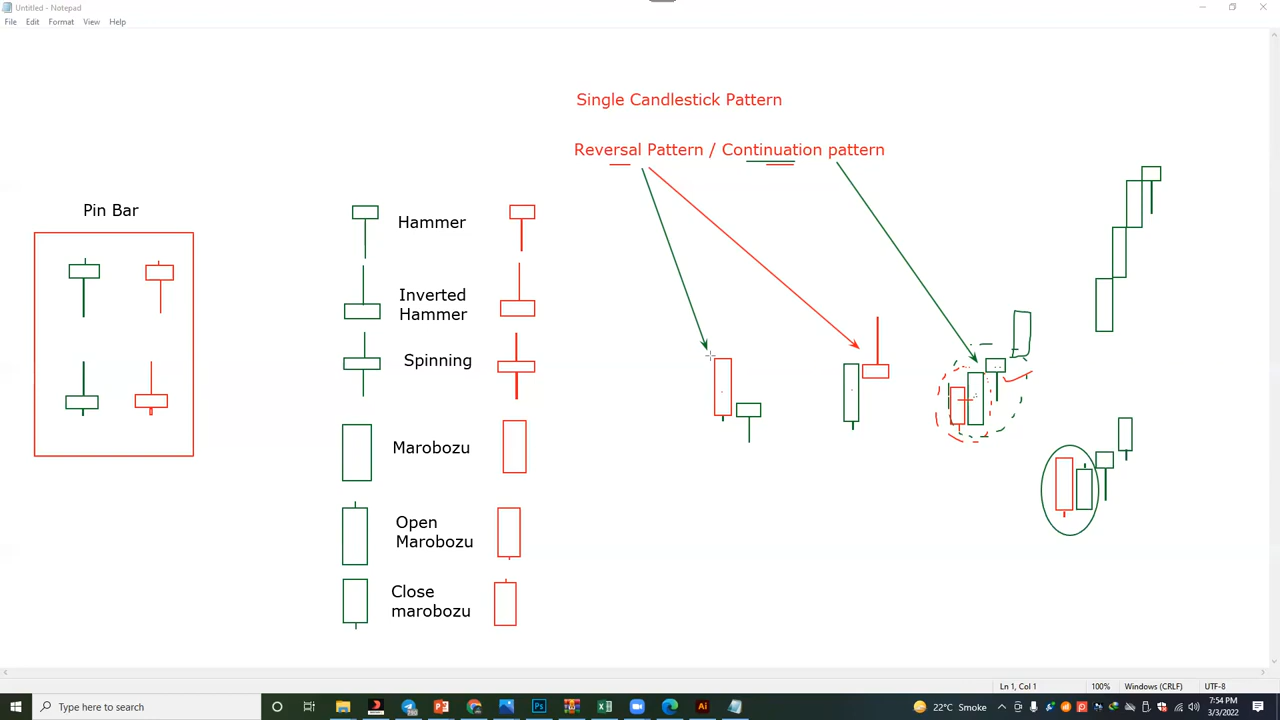 Untitled - Notepad
File Edit Format View Help
Single Candlestick Pattern
Reversal Pattern / Continuation pattern
Pin Bar
Hammer
Inverted
Hammer
Spinning
Marobozu
Open
Marobozu
Close
marobozu
Ln 1, Col 1 100% Windows (CRLF) UTF-8
Type here to search
22°C Smoke
7:54 PM
3/3/2022